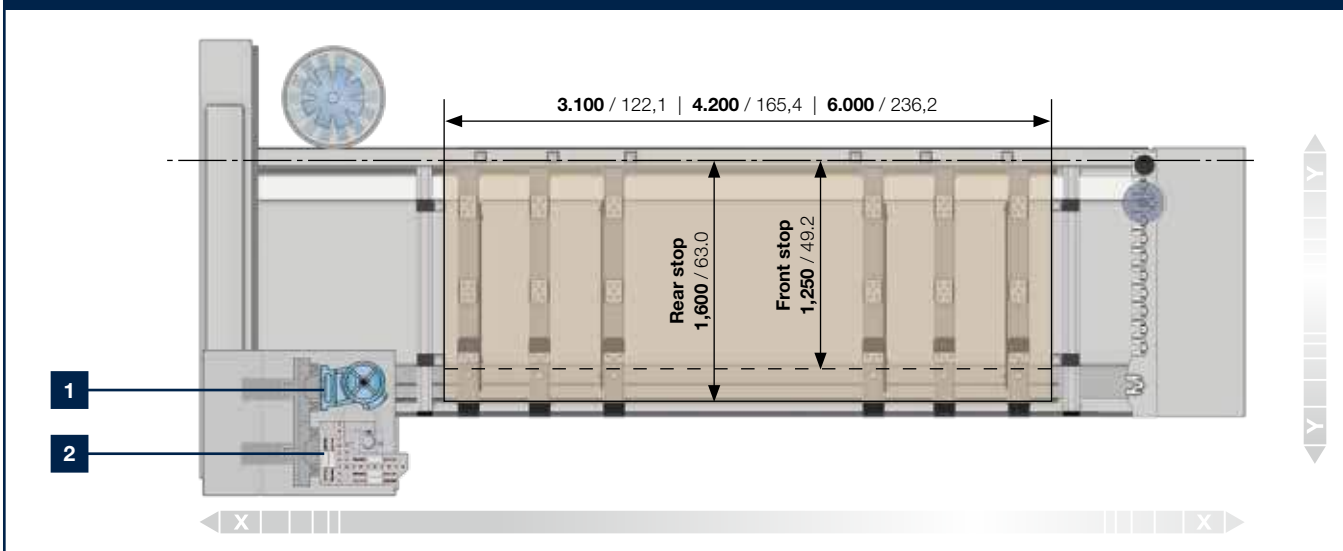 3.100 / 122,1 | 4.200 / 165,4 | 6.000 / 236,2
Rear stop
1,600 / 63.0
Front stop
1,250 / 49.2
Y
Y
1
2
X
X